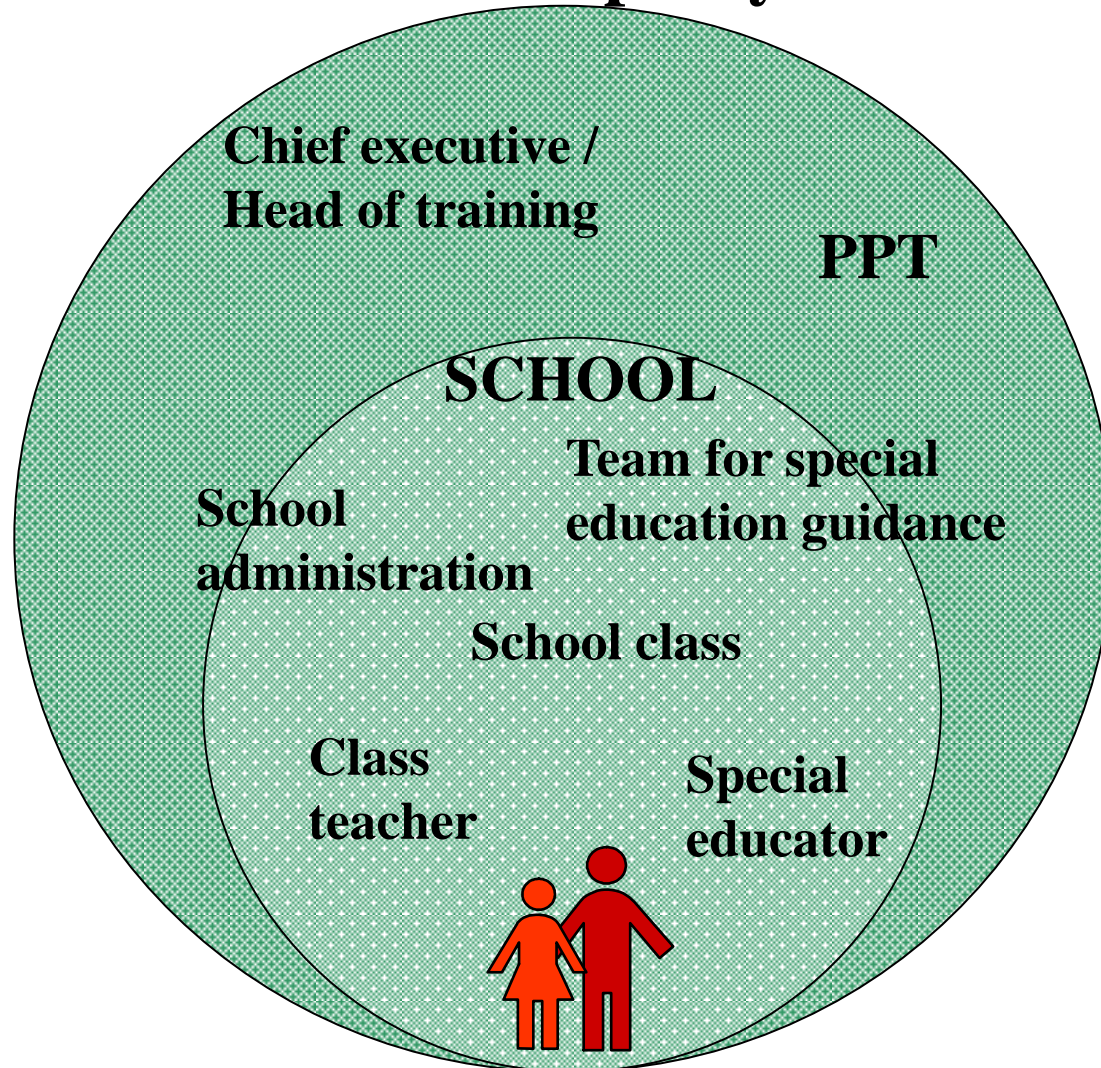 Chief executive /
Head of training
PPT
SCHOOL
Team for special
education guidance
School
administration
School class
Class
teacher
Special
educator